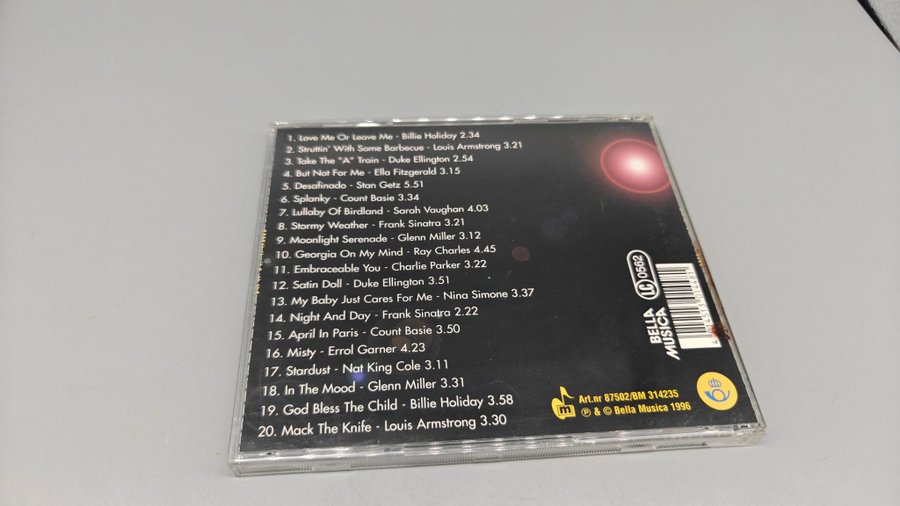 1. Love Me Or Leave Me - Billie Holiday 2.34
2. Struttin' With Some Barbecue - Louis Armstrong 3.21
3. Take The "A" Train - Duke Ellington 2.54
4. But Not For Me - Ella Fitzgerald 3.15
5. Desafinado - Stan Getz 5.51
6. Splanky - Count Basie 3.34
7. Lullaby Of Birdland - Sarah Vaughan 4.03
8. Stormy Weather - Frank Sinatra 3.21
9. Moonlight Serenade - Glenn Miller 3.12
10. Georgia On My Mind - Ray Charles 4.45
11. Embraceable You - Charlie Parker 3.22
12. Satin Doll - Duke Ellington 3.51
13. My Baby Just Cares For Me - Nina Simone 3.37
14. Night And Day - Frank Sinatra 2.22
15. April In Paris - Count Basie 3.50
16. Misty - Errol Garner 4.23
17. Stardust - Nat King Cole 3.11
18. In The Mood - Glenn Miller 3.31
19. God Bless The Child - Billie Holiday 3.58
20. Mack The Knife - Louis Armstrong 3.30
BELLA
MUSICA
LC 0562
m
Art.nr 87502/BM 314235
℗ & © Bella Musica 1996